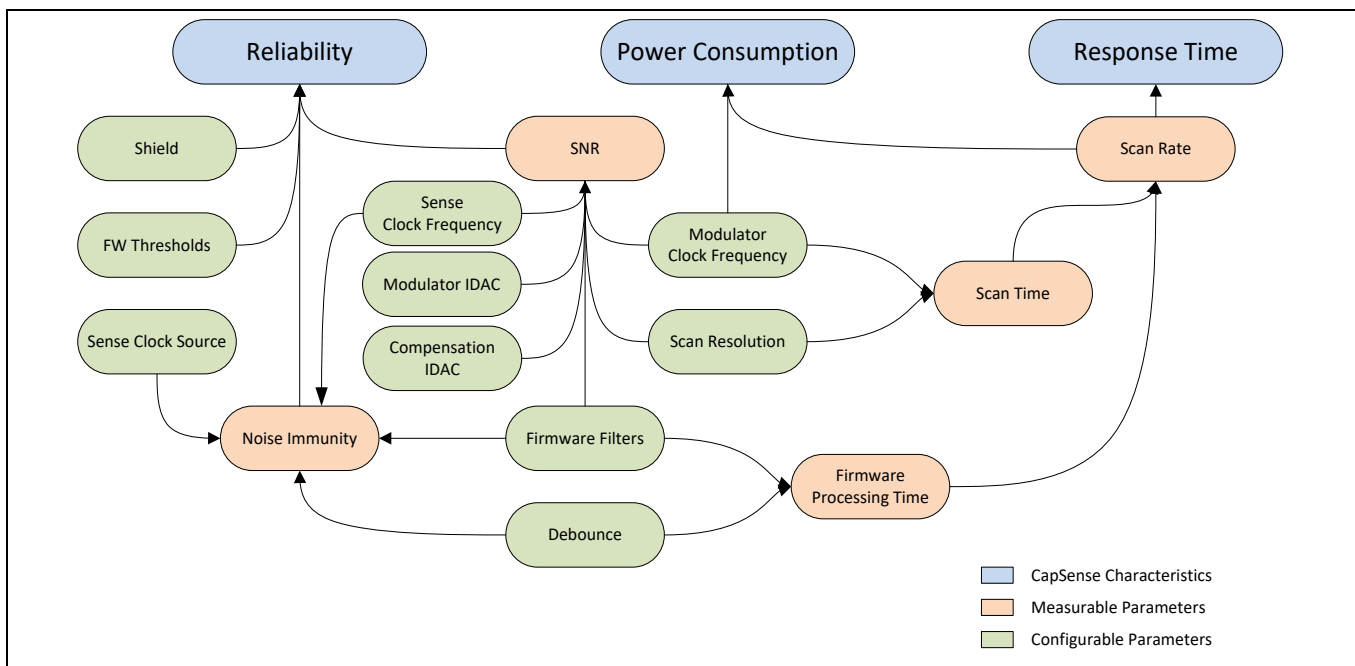 Reliability
Power Consumption
Response Time
Shield
SNR
Scan Rate
Sense
Clock Frequency
FW Thresholds
Modulator
Clock Frequency
Modulator IDAC
Scan Time
Sense Clock Source
Compensation
IDAC
Scan Resolution
Noise Immunity
Firmware Filters
Firmware
Processing Time
Debounce
CapSense Characteristics
Measurable Parameters
Configurable Parameters